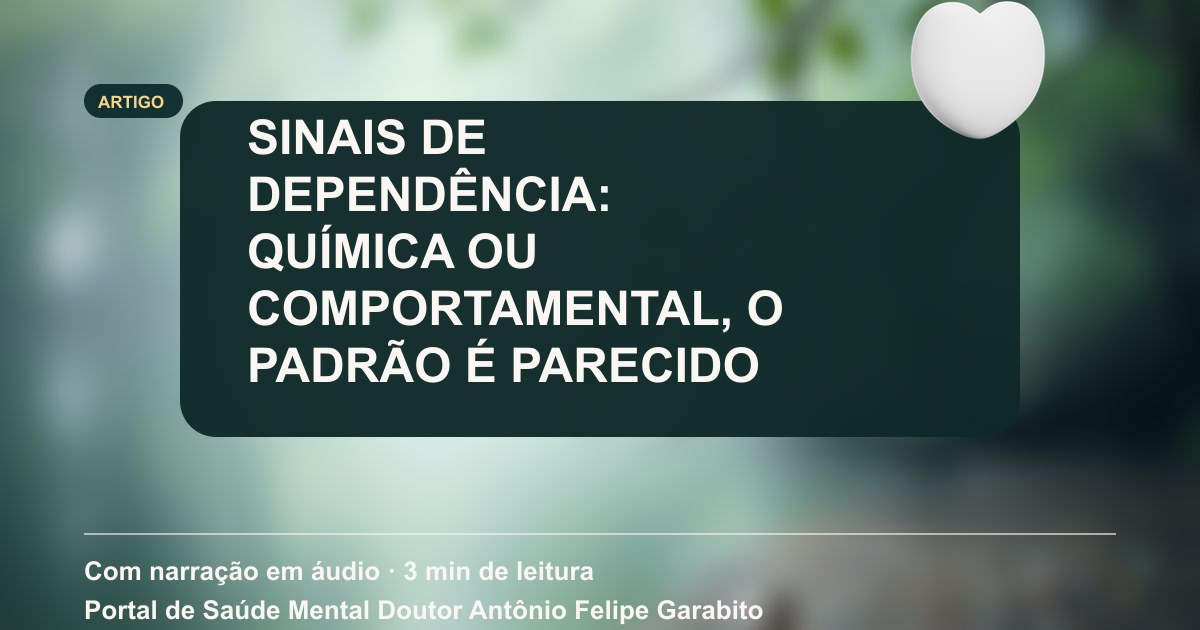 ARTIGO
SINAIS DE
DEPENDÊNCIA:
QUÍMICA OU
COMPORTAMENTAL, O
PADRÃO É PARECIDO
Com narração em áudio · 3 min de leitura
Portal de Saúde Mental Doutor Antônio Felipe Garabito